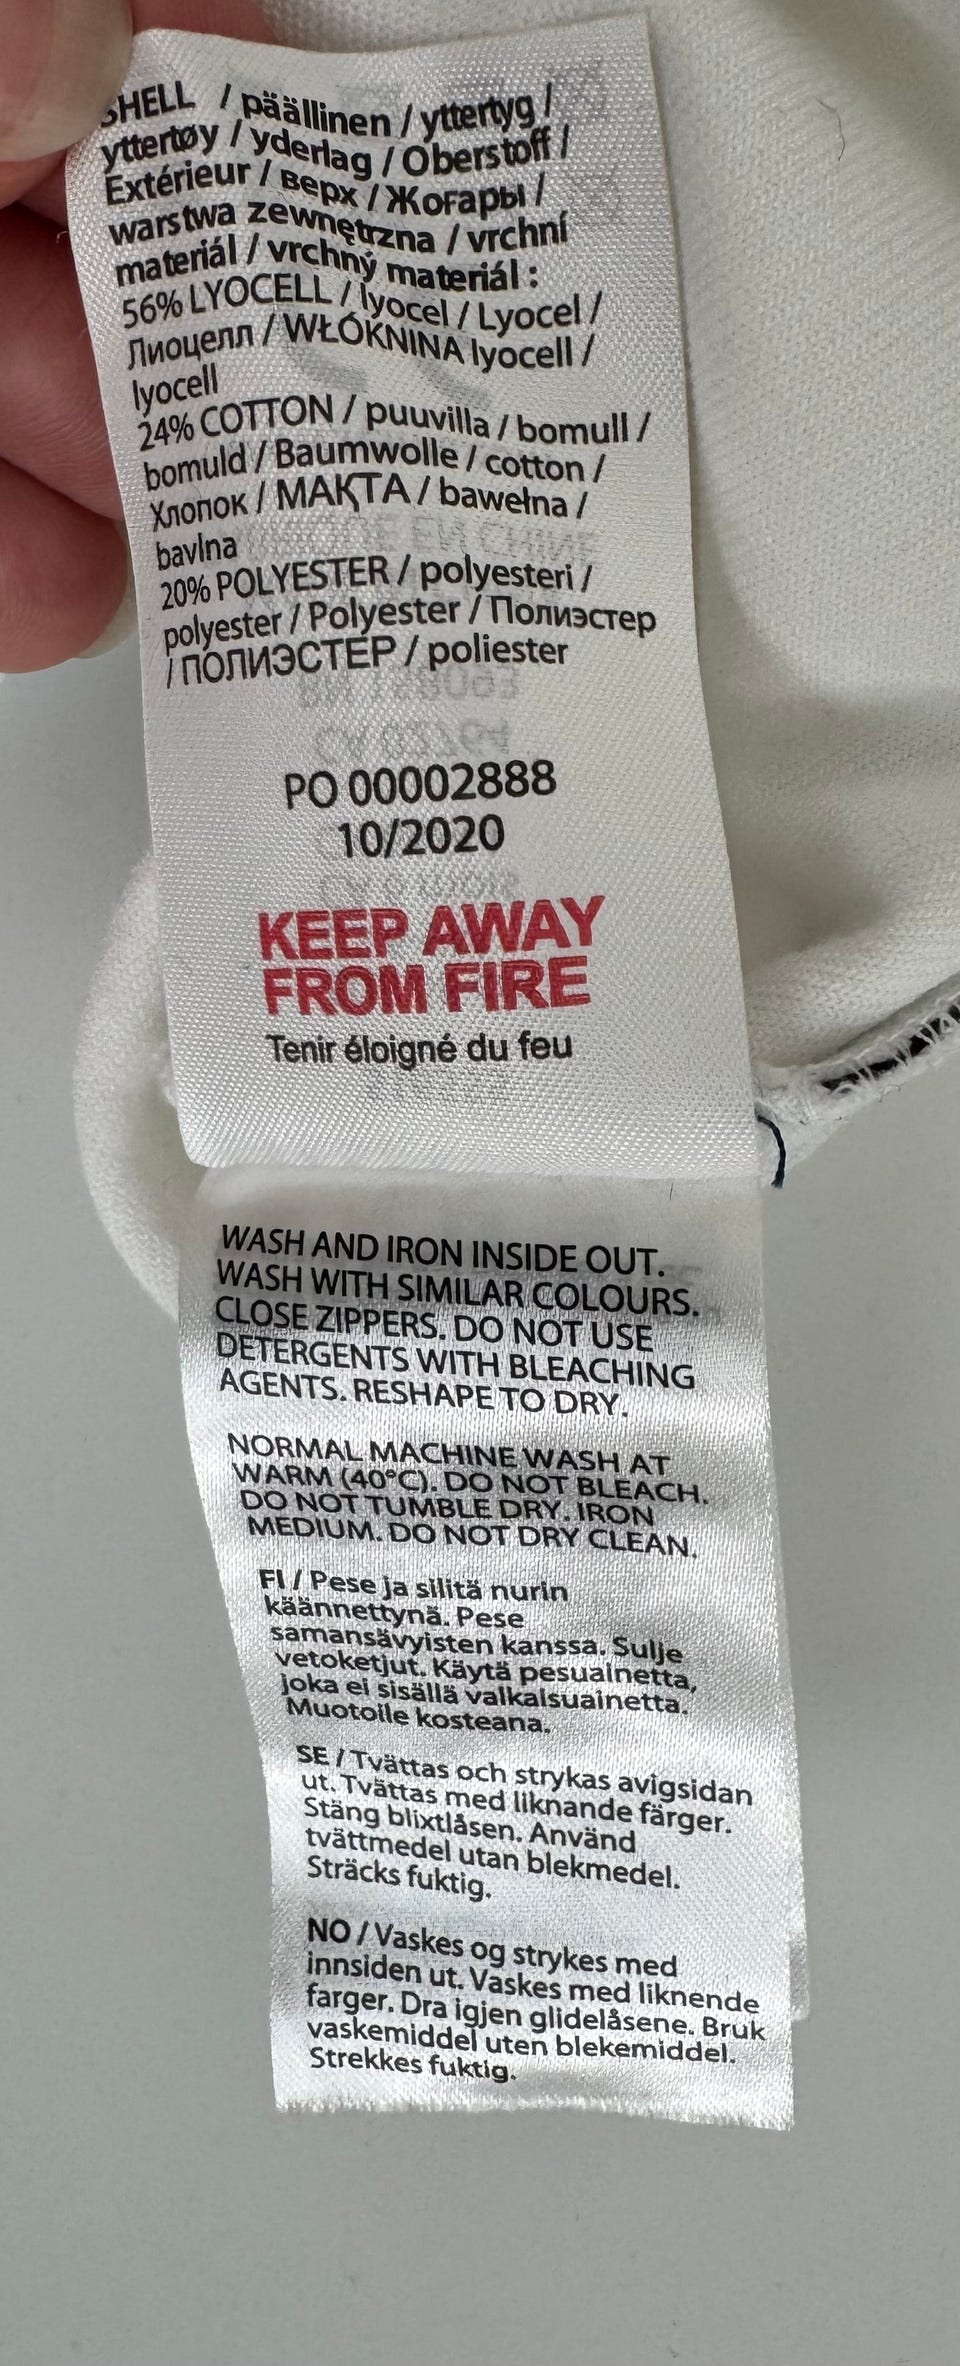 SHELL / päällinen / yttertyg /
yttertøy / yderlag / Oberstoff /
Extérieur / верх / Жоғары /
warstwa zewnętrzna / vrchní
materiál / vrchný materiál :
56% LYOCELL / lyocel / Lyocel /
Лиоцелл / WŁÓKNINA lyocell /
lyocell
24% COTTON / puuvilla / bomull /
bomuld / Baumwolle / cotton /
Хлопок / МАҚТА / bawełna /
bavlna
20% POLYESTER / polyesteri /
polyester / Polyester / Полиэстер
/ ПОЛИЭСТЕР / poliester
PO 00002888
10/2020
KEEP AWAY
FROM FIRE
Tenir éloigné du feu
WASH AND IRON INSIDE OUT.
WASH WITH SIMILAR COLOURS.
CLOSE ZIPPERS. DO NOT USE
DETERGENTS WITH BLEACHING
AGENTS. RESHAPE TO DRY.
NORMAL MACHINE WASH AT
WARM (40°C). DO NOT BLEACH.
DO NOT TUMBLE DRY. IRON
MEDIUM. DO NOT DRY CLEAN.
FI / Pese ja silitä nurin
käännettynä. Pese
samansävyisten kanssa. Sulje
vetoketjut. Käytä pesuainetta,
joka ei sisällä valkaisuainetta.
Muotoile kosteana.
SE / Tvättas och strykas avigsidan
ut. Tvättas med liknande färger.
Stäng blixtlåsen. Använd
tvättmedel utan blekmedel.
Sträcks fuktig.
NO / Vaskes og strykes med
innsiden ut. Vaskes med liknende
farger. Dra igjen glidelåsene. Bruk
vaskemiddel uten blekemiddel.
Strekkes fuktig.